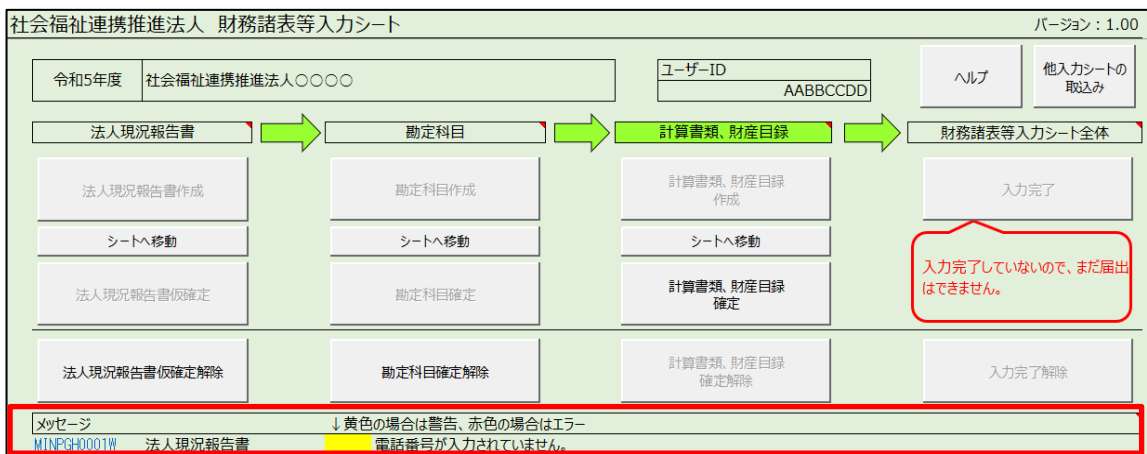 社会福祉連携推進法人 財務諸表等入力シート
バージョン：1.00
令和5年度 社会福祉連携推進法人○○○○
ユーザーID
AABBCCDD
ヘルプ
他入力シートの
取込み
法人現況報告書
勘定科目
計算書類、財産目録
財務諸表等入力シート全体
法人現況報告書作成
勘定科目作成
計算書類、財産目録
作成
入力完了
シートへ移動
シートへ移動
シートへ移動
入力完了していないので、まだ届出
はできません。
法人現況報告書仮確定
勘定科目確定
計算書類、財産目録
確定
法人現況報告書仮確定解除
勘定科目確定解除
計算書類、財産目録
確定解除
入力完了解除
メッセージ ↓黄色の場合は警告、赤色の場合はエラー
MINPGH0001W 法人現況報告書 電話番号が入力されていません。